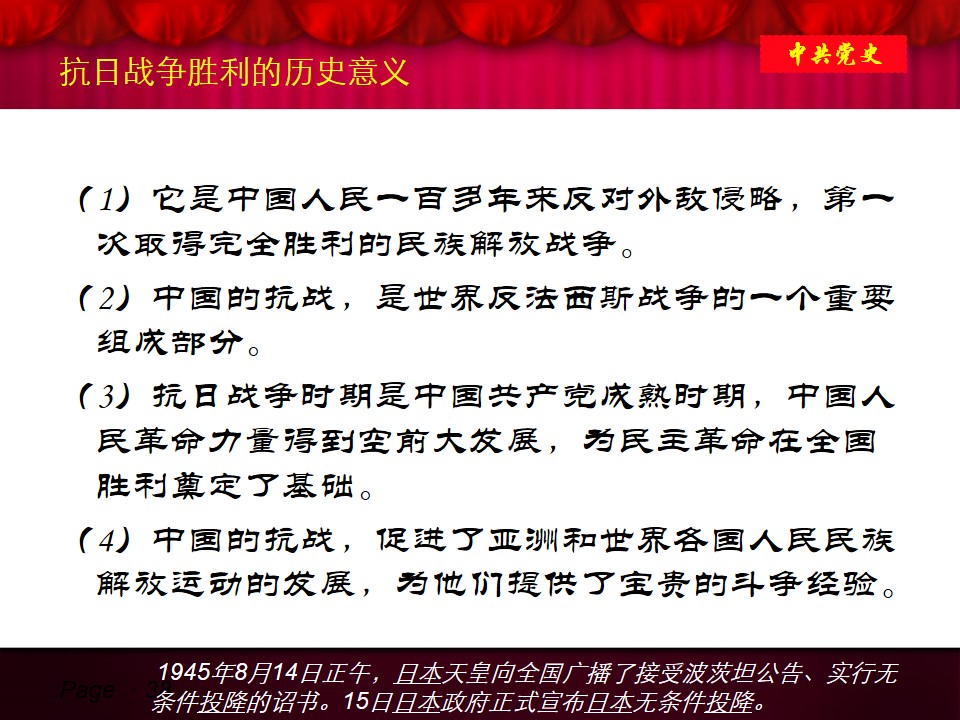 抗日战争胜利的历史意义
中共党史
（1）它是中国人民一百多年来反对外敌侵略，第一
次取得完全胜利的民族解放战争。
（2）中国的抗战，是世界反法西斯战争的一个重要
组成部分。
（3）抗日战争时期是中国共产党成熟时期，中国人
民革命力量得到空前大发展，为民主革命在全国
胜利奠定了基础。
（4）中国的抗战，促进了亚洲和世界各国人民民族
解放运动的发展，为他们提供了宝贵的斗争经验。
1945年8月14日正午，日本天皇向全国广播了接受波茨坦公告、实行无
条件投降的诏书。15日日本政府正式宣布日本无条件投降。
Page